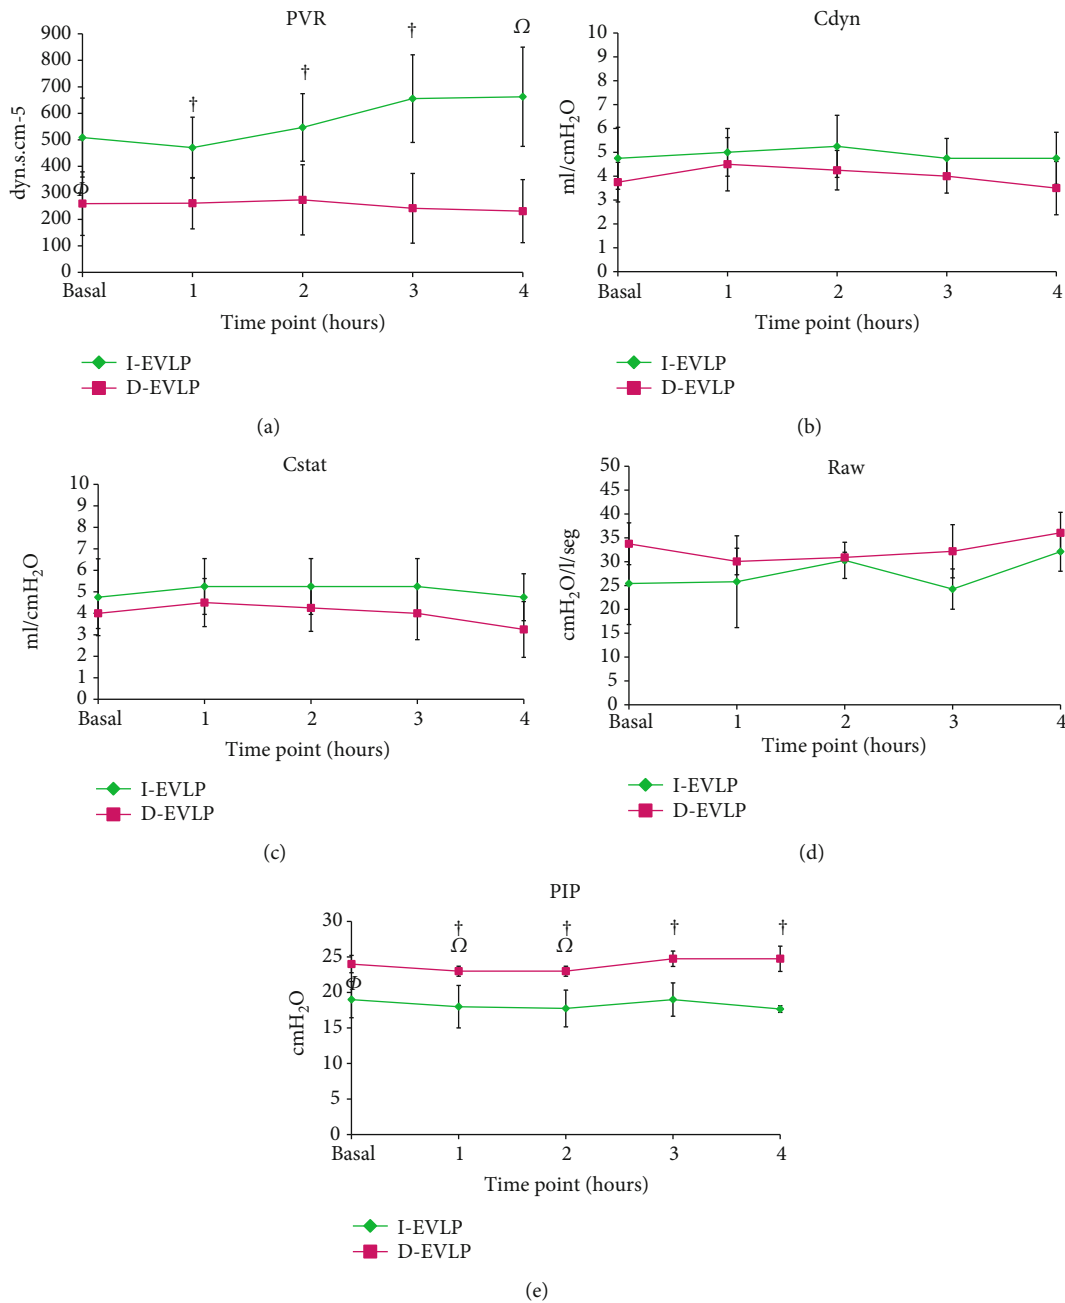 PVR
† † † Ω
900
800
700
600
500
400
300
200
100
0
Φ
dyn.s.cm-5
Basal 1 2 3 4
Time point (hours)
I-EVLP
D-EVLP
(a)
Cdyn
10
9
8
7
6
5
4
3
2
1
0
ml/cmH₂O
Basal 1 2 3 4
Time point (hours)
I-EVLP
D-EVLP
(b)
Cstat
10
9
8
7
6
5
4
3
2
1
0
ml/cmH₂O
Basal 1 2 3 4
Time point (hours)
I-EVLP
D-EVLP
(c)
Raw
50
45
40
35
30
25
20
15
10
5
0
cmH₂O/l/seg
Basal 1 2 3 4
Time point (hours)
I-EVLP
D-EVLP
(d)
PIP
† † † †
Ω Ω
30
25
20
15
10
5
0
Φ
cmH₂O
Basal 1 2 3 4
Time point (hours)
I-EVLP
D-EVLP
(e)